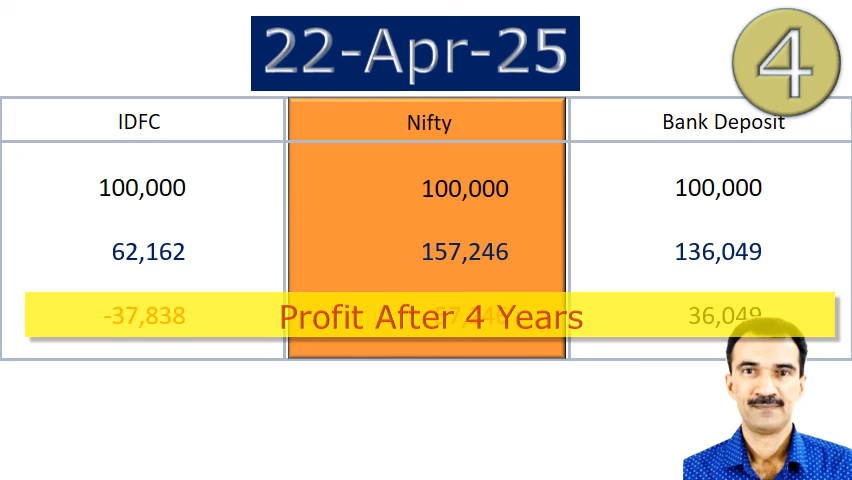 22-Apr-25
4
IDFC Nifty Bank Deposit
100,000 100,000 100,000
62,162 157,246 136,049
-37,838 36,049
Profit After 4 Years